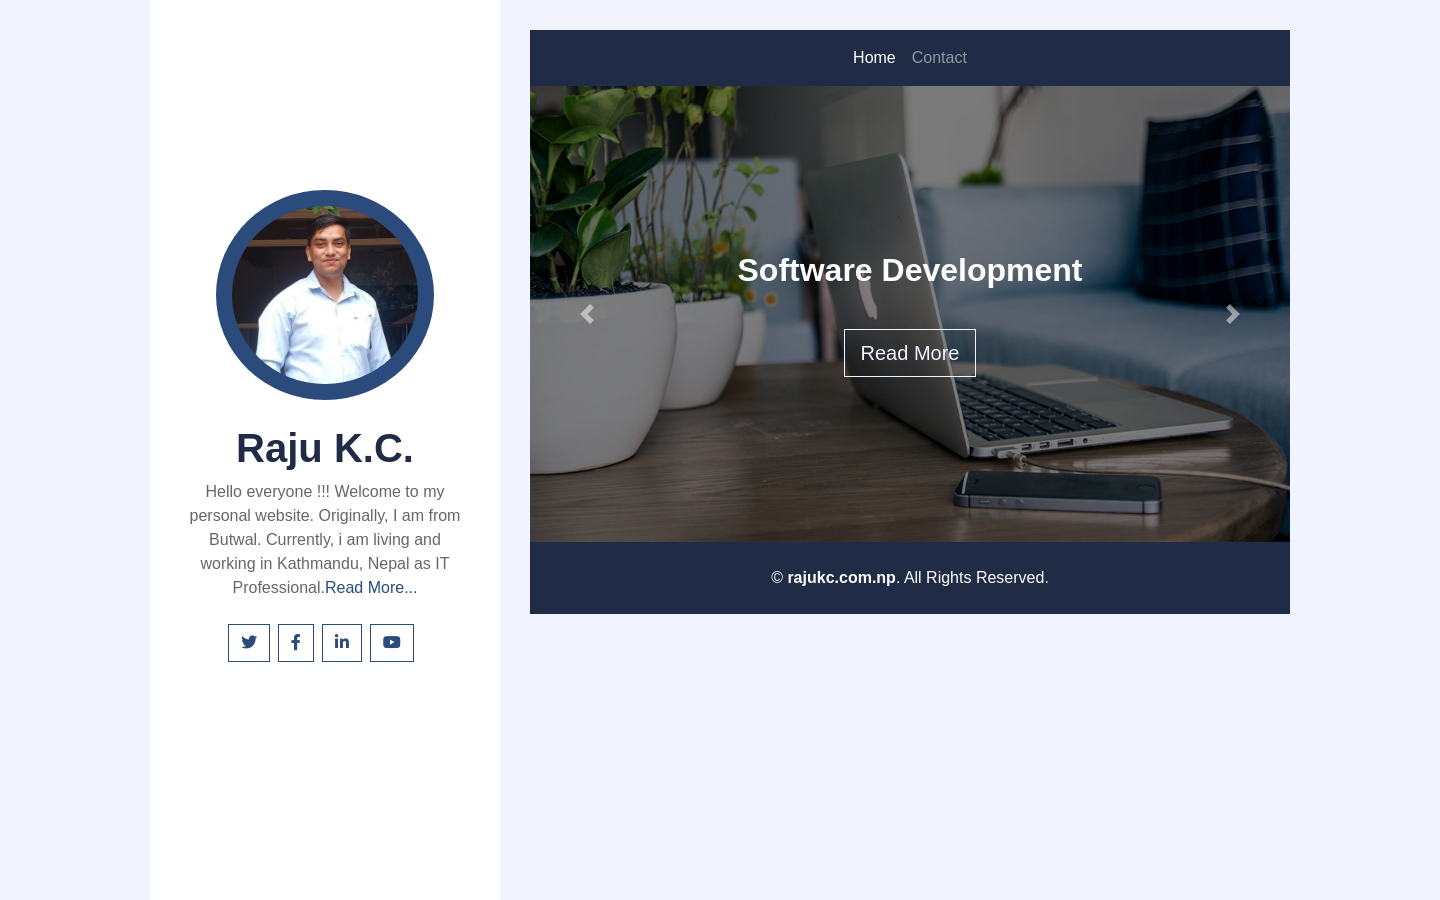 Home Contact
Software Development
Read More
Raju K.C.
Hello everyone !!! Welcome to my
personal website. Originally, I am from
Butwal. Currently, i am living and
working in Kathmandu, Nepal as IT
Professional.Read More...
© rajukc.com.np. All Rights Reserved.